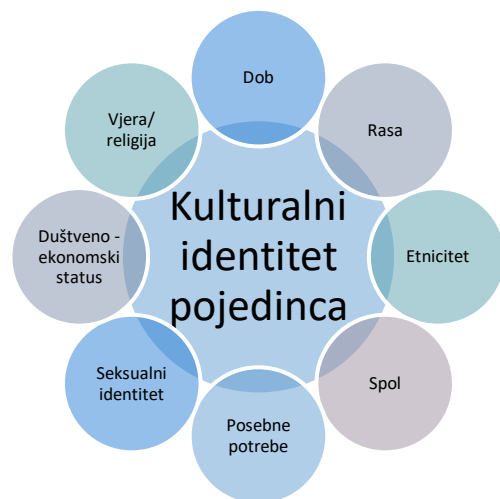 Dob
Rasa
Etnicitet
Spol
Posebne
potrebe
Seksualni
identitet
Duštveno -
ekonomski
status
Vjera/
religija
Kulturalni
identitet
pojedinca